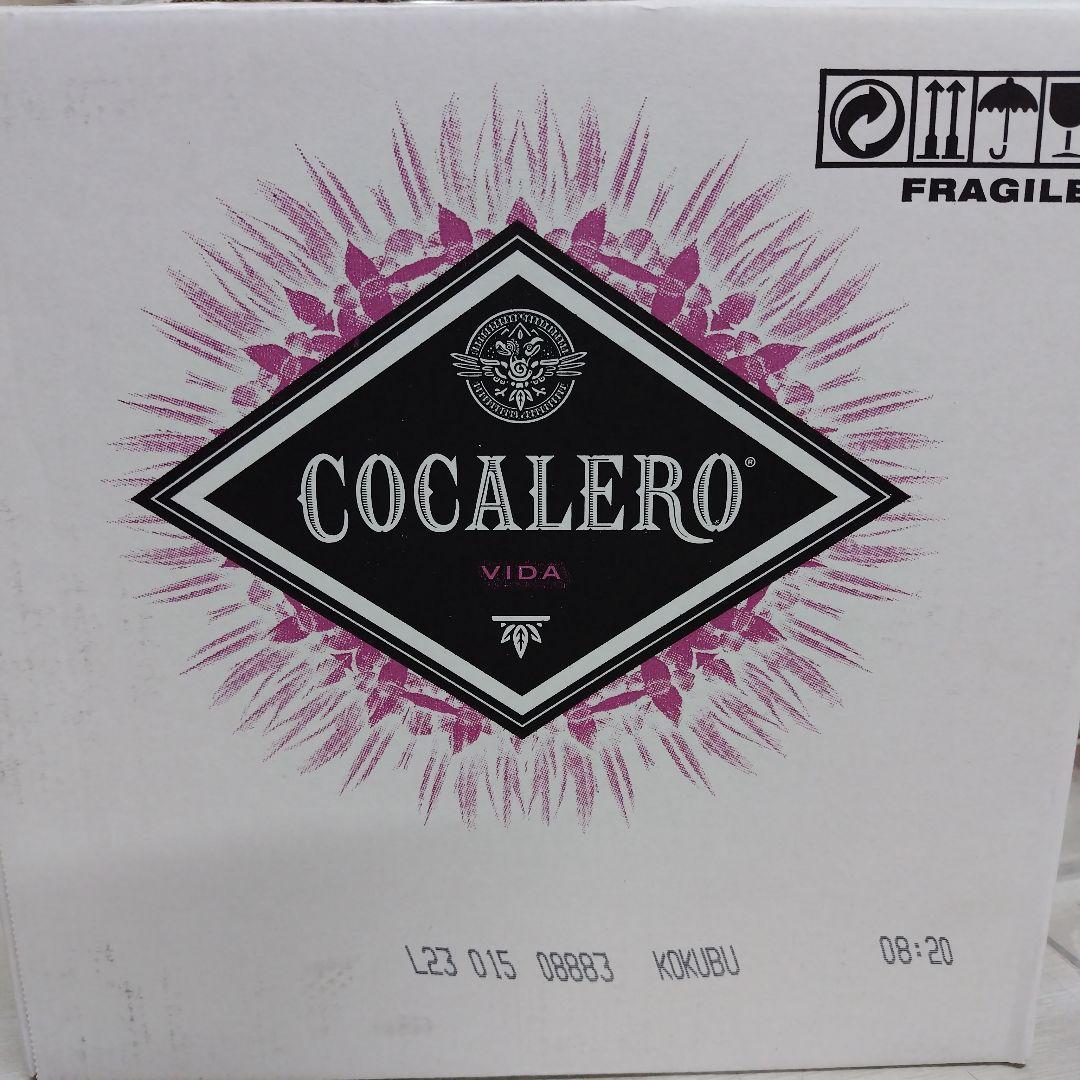 FRAGILE
COCALERO®
VIDA
L23 015 08883 KOKUBU 08:20